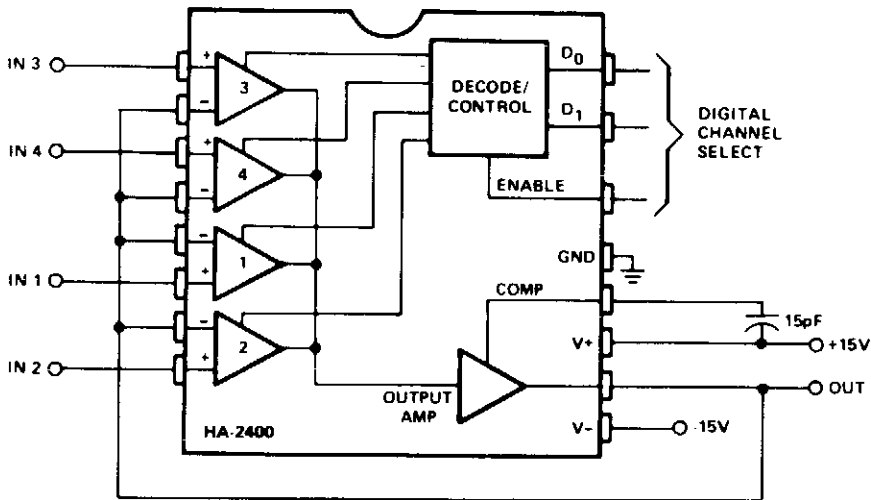 IN 3
+
-
3
IN 4
+
-
4
-
IN 1
+
1
-
IN 2
+
2
HA-2400
DECODE/
CONTROL
D0
D1
ENABLE
DIGITAL
CHANNEL
SELECT
GND
COMP
15pF
V+
+15V
OUTPUT
AMP
OUT
V-
-15V